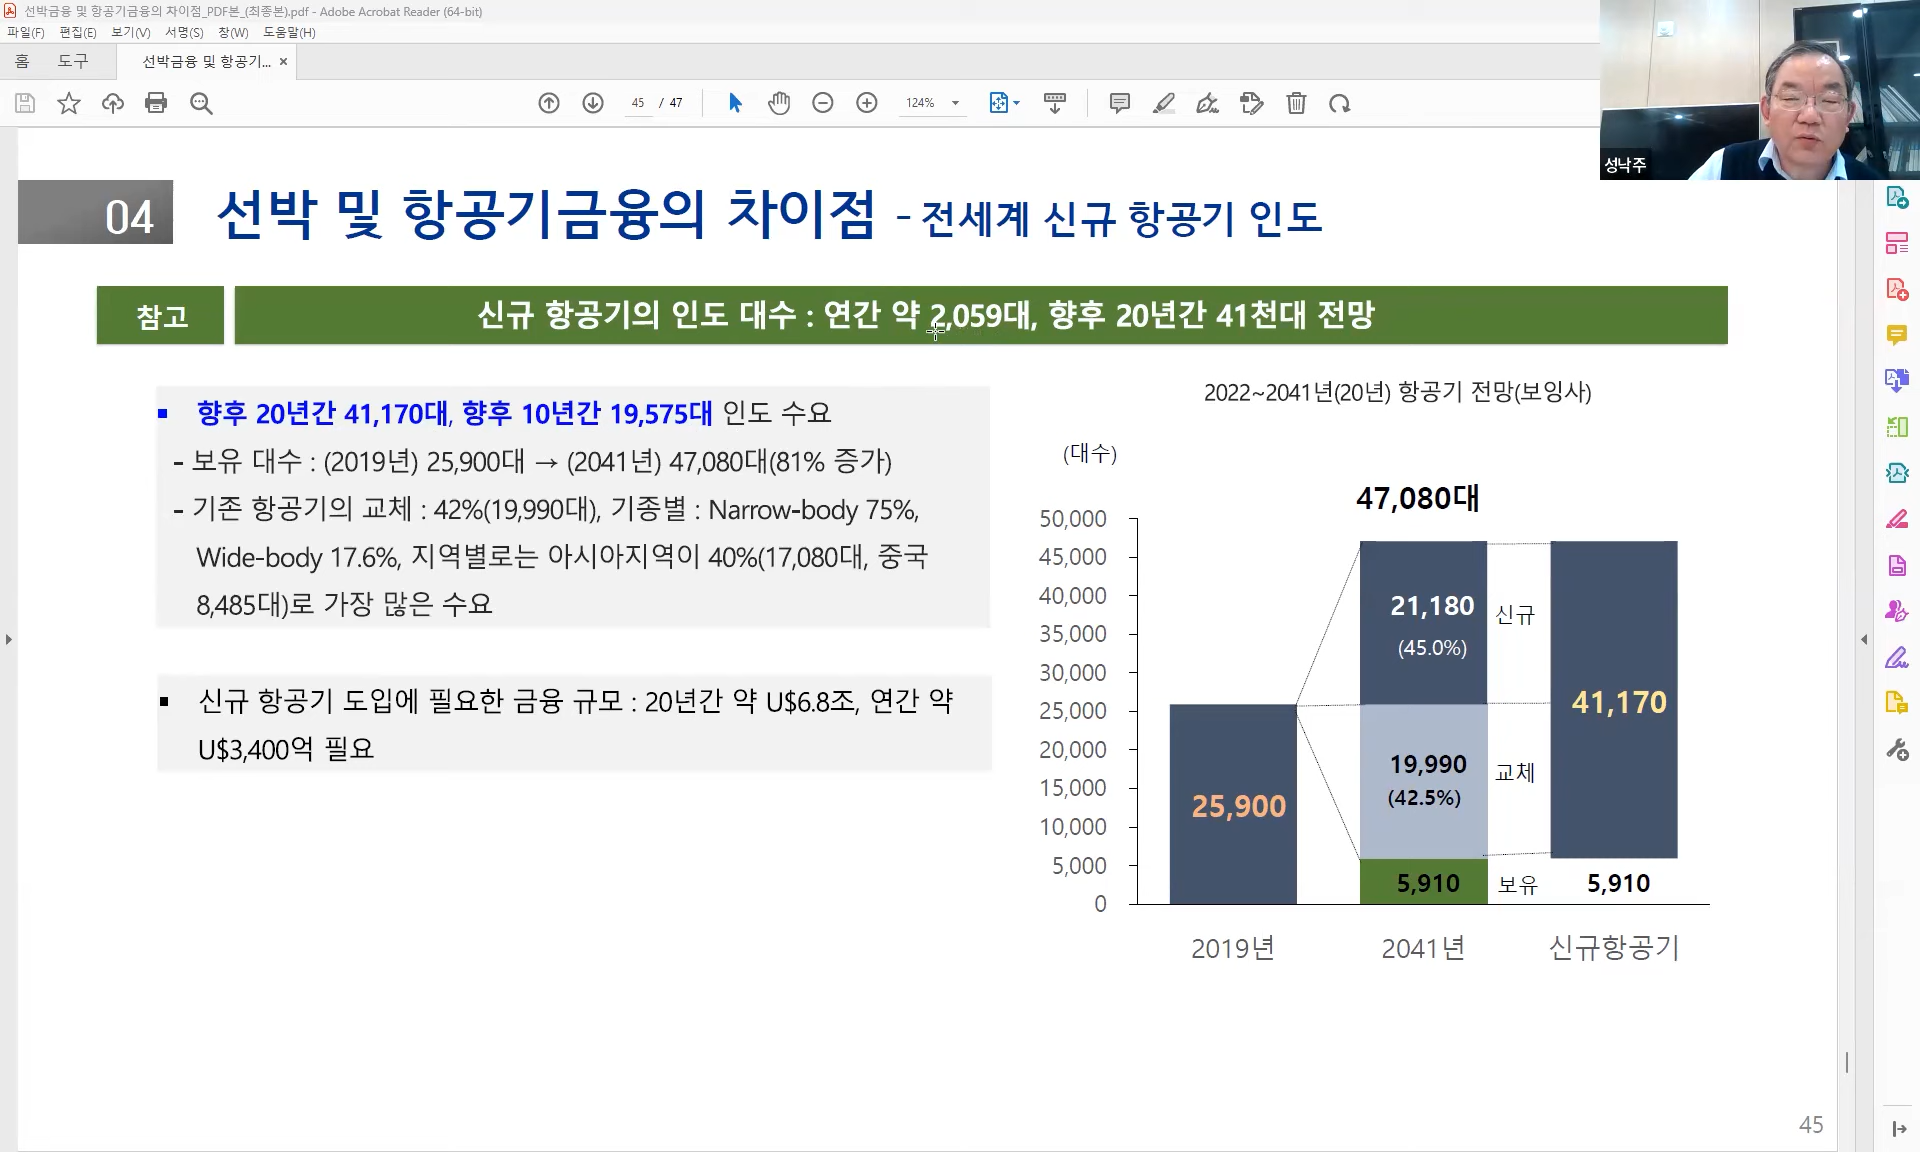 선박금융 및 항공기금융의 차이점_PDF본_(최종본).pdf - Adobe Acrobat Reader (64-bit)
파일(F) 편집(E) 보기(V) 서명(S) 창(W) 도움말(H)
홈 도구 선박금융 및 항공기... ×
45 / 47 124%
성낙주
04 선박 및 항공기금융의 차이점 - 전세계 신규 항공기 인도
참고 신규 항공기의 인도 대수 : 연간 약 2,059대, 향후 20년간 41천대 전망
▪ 향후 20년간 41,170대, 향후 10년간 19,575대 인도 수요
- 보유 대수 : (2019년) 25,900대 → (2041년) 47,080대(81% 증가)
- 기존 항공기의 교체 : 42%(19,990대), 기종별 : Narrow-body 75%,
Wide-body 17.6%, 지역별로는 아시아지역이 40%(17,080대, 중국
8,485대)로 가장 많은 수요
▪ 신규 항공기 도입에 필요한 금융 규모 : 20년간 약 U$6.8조, 연간 약
U$3,400억 필요
2022~2041년(20년) 항공기 전망(보잉사)
(대수)
47,080대
50,000
45,000
40,000
35,000
30,000
25,000
20,000
15,000
10,000
5,000
0
25,900
21,180 신규
(45.0%)
19,990 교체
(42.5%)
5,910 보유
41,170
5,910
2019년 2041년 신규항공기
45